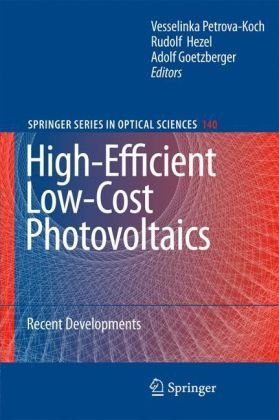 Vesselinka Petrova-Koch
Rudolf Hezel
Adolf Goetzberger
Editors
SPRINGER SERIES IN OPTICAL SCIENCES 140
High-Efficient
Low-Cost
Photovoltaics
Recent Developments
Springer